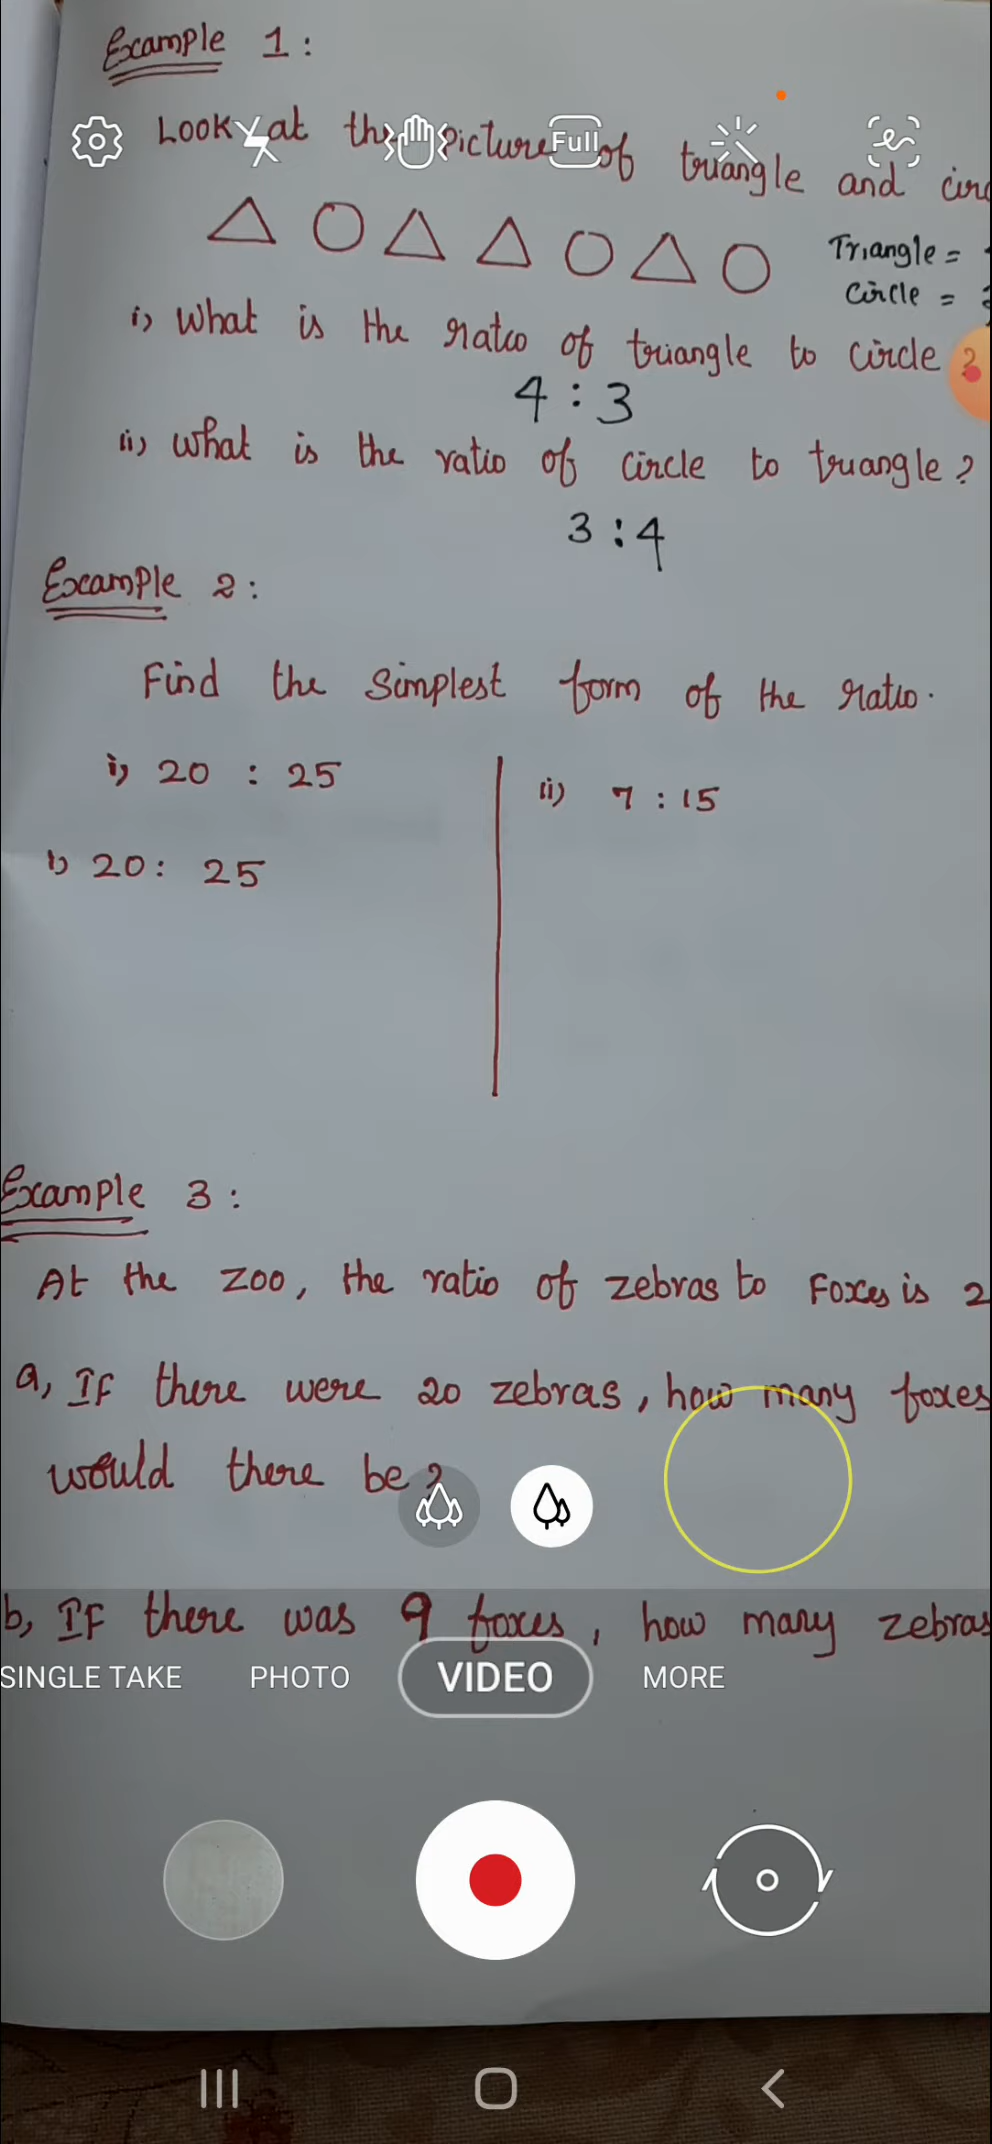 Example 1 :
Look at the picture of triangle and circ
Triangle =
Circle =
i) What is the ratio of triangle to circle ?
4 : 3
ii) What is the ratio of circle to triangle ?
3 : 4
Example 2 :
Find the Simplest form of the ratio.
i) 20 : 25
ii) 7 : 15
i) 20 : 25
Example 3 :
At the zoo, the ratio of zebras to Foxes is 2
a, If there were 20 zebras, how many foxes
would there be ?
b, If there was 9 foxes, how many zebras
Full
SINGLE TAKE PHOTO VIDEO MORE